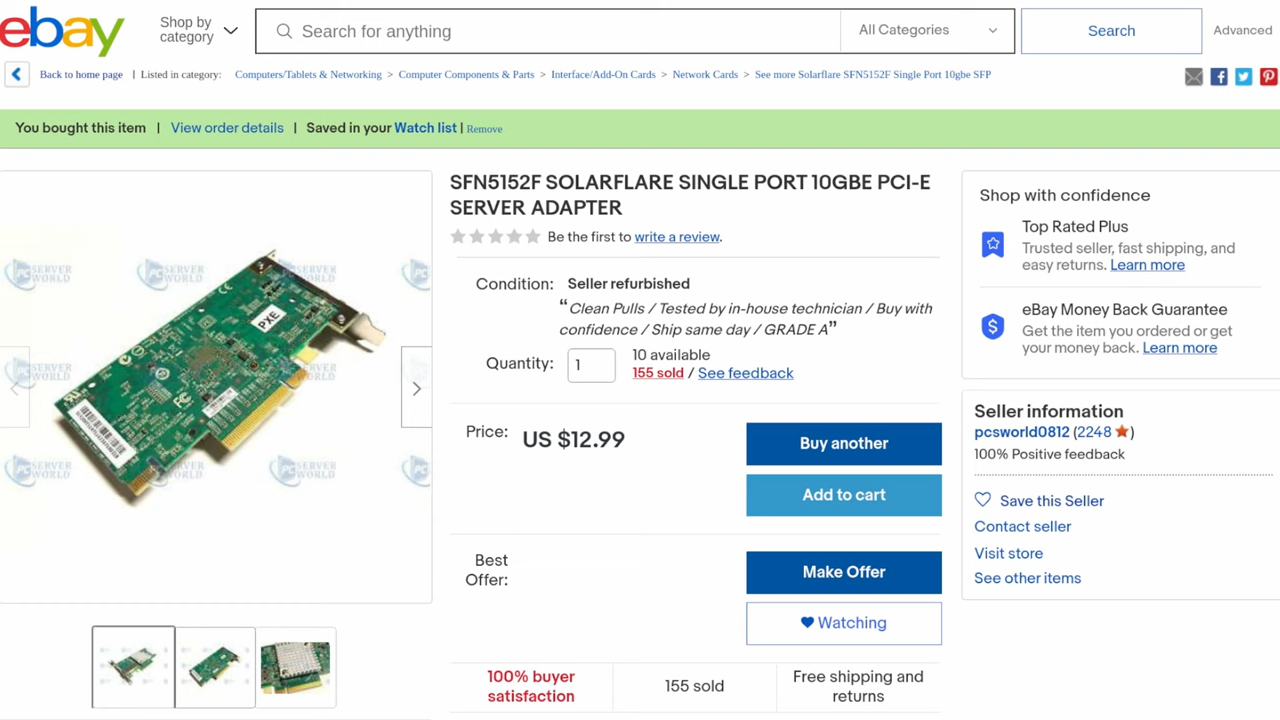 ebay
Shop by
category
Search for anything
All Categories
Search
Advanced
Back to home page | Listed in category: Computers/Tablets & Networking > Computer Components & Parts > Interface/Add-On Cards > Network Cards > See more Solarflare SFN5152F Single Port 10gbe SFP
You bought this item | View order details | Saved in your Watch list | Remove
SFN5152F SOLARFLARE SINGLE PORT 10GBE PCI-E
SERVER ADAPTER
Be the first to write a review.
Condition: Seller refurbished
“Clean Pulls / Tested by in-house technician / Buy with
confidence / Ship same day / GRADE A”
Quantity: 1
10 available
155 sold / See feedback
Price: US $12.99
Buy another
Add to cart
Best
Offer:
Make Offer
Watching
100% buyer
satisfaction
155 sold
Free shipping and
returns
Shop with confidence
Top Rated Plus
Trusted seller, fast shipping, and
easy returns. Learn more
eBay Money Back Guarantee
Get the item you ordered or get
your money back. Learn more
Seller information
pcsworld0812 (2248)
100% Positive feedback
Save this Seller
Contact seller
Visit store
See other items
PC SERVER
WORLD
PXE
FC